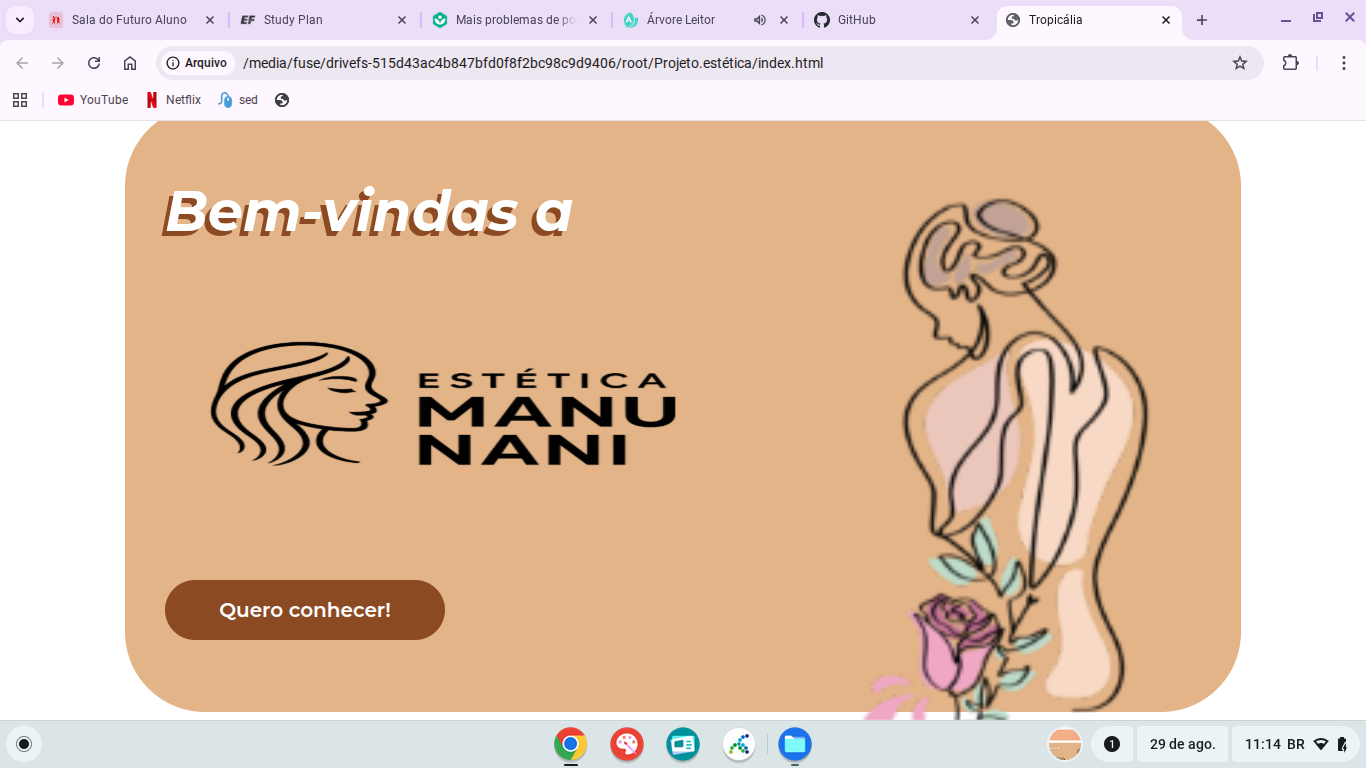 Sala do Futuro Aluno
EF Study Plan
Mais problemas de po
Árvore Leitor
GitHub
Tropicália
Arquivo
/media/fuse/drivefs-515d43ac4b847bfd0f8f2bc98c9d9406/root/Projeto.estética/index.html
YouTube
Netflix
sed
Bem-vindas a
ESTÉTICA
MANU
NANI
Quero conhecer!
1
29 de ago.
11:14 BR